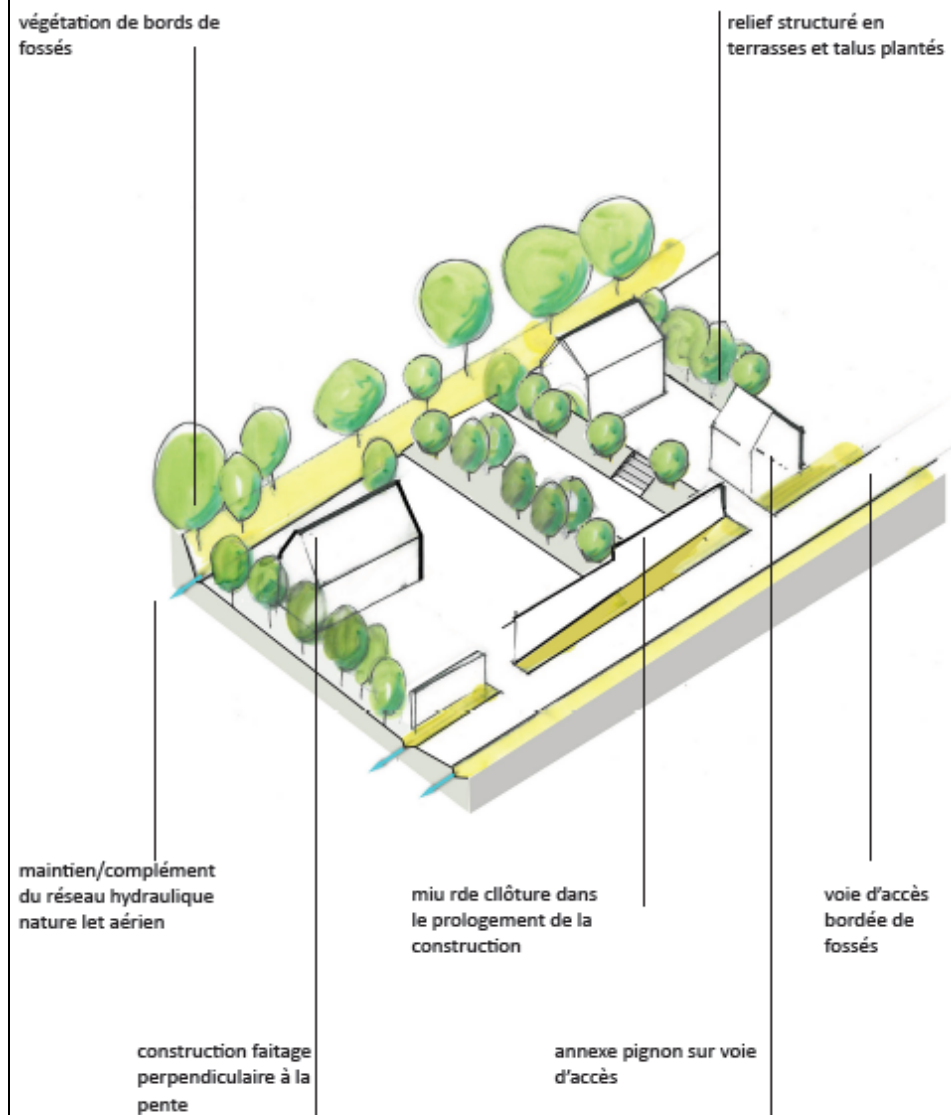 végétation de bords de
fossés
relief structuré en
terrasses et talus plantés
maintien/complément
du réseau hydraulique
nature let aérien
miu rde cllôture dans
le prologement de la
construction
voie d'accès
bordée de
fossés
construction faitage
perpendiculaire à la
pente
annexe pignon sur voie
d'accès